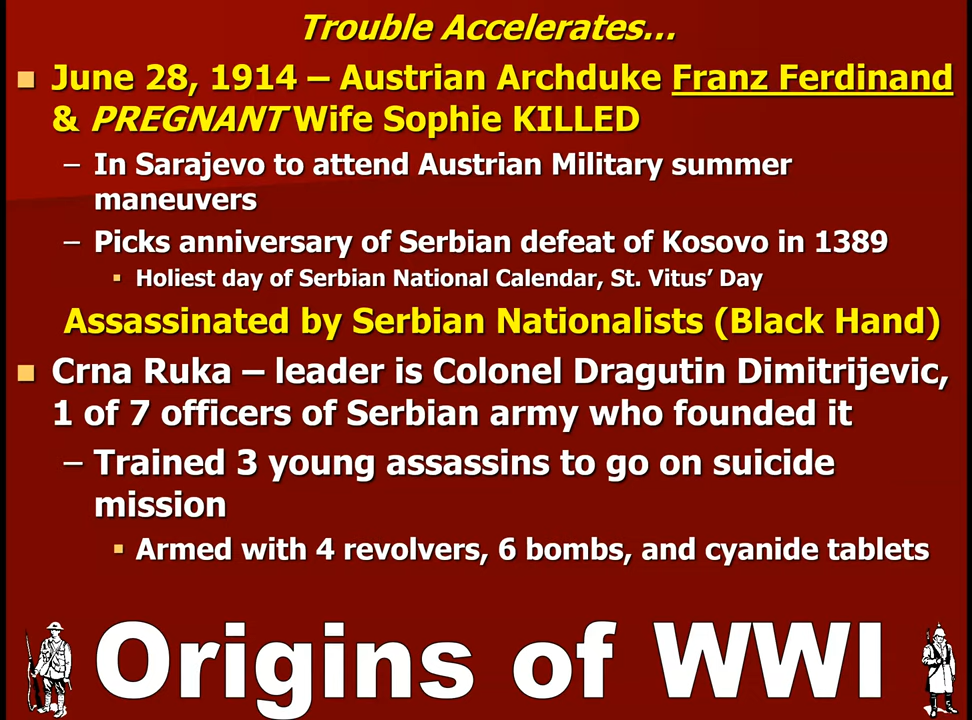 Trouble Accelerates…
■ June 28, 1914 – Austrian Archduke Franz Ferdinand
& PREGNANT Wife Sophie KILLED
– In Sarajevo to attend Austrian Military summer
maneuvers
– Picks anniversary of Serbian defeat of Kosovo in 1389
▪ Holiest day of Serbian National Calendar, St. Vitus’ Day
Assassinated by Serbian Nationalists (Black Hand)
■ Crna Ruka – leader is Colonel Dragutin Dimitrijevic,
1 of 7 officers of Serbian army who founded it
– Trained 3 young assassins to go on suicide
mission
▪ Armed with 4 revolvers, 6 bombs, and cyanide tablets
Origins of WWI